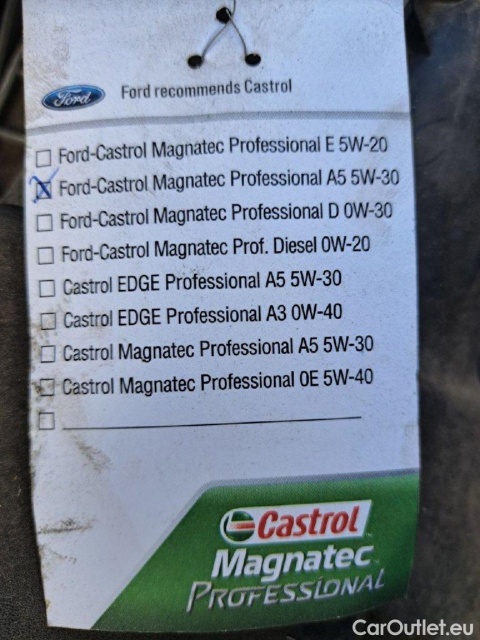 Ford
Ford recommends Castrol
Ford-Castrol Magnatec Professional E 5W-20
Ford-Castrol Magnatec Professional A5 5W-30
Ford-Castrol Magnatec Professional D 0W-30
Ford-Castrol Magnatec Prof. Diesel 0W-20
Castrol EDGE Professional A5 5W-30
Castrol EDGE Professional A3 0W-40
Castrol Magnatec Professional A5 5W-30
Castrol Magnatec Professional OE 5W-40
Castrol
Magnatec
PROFESSIONAL
CarOutlet.eu